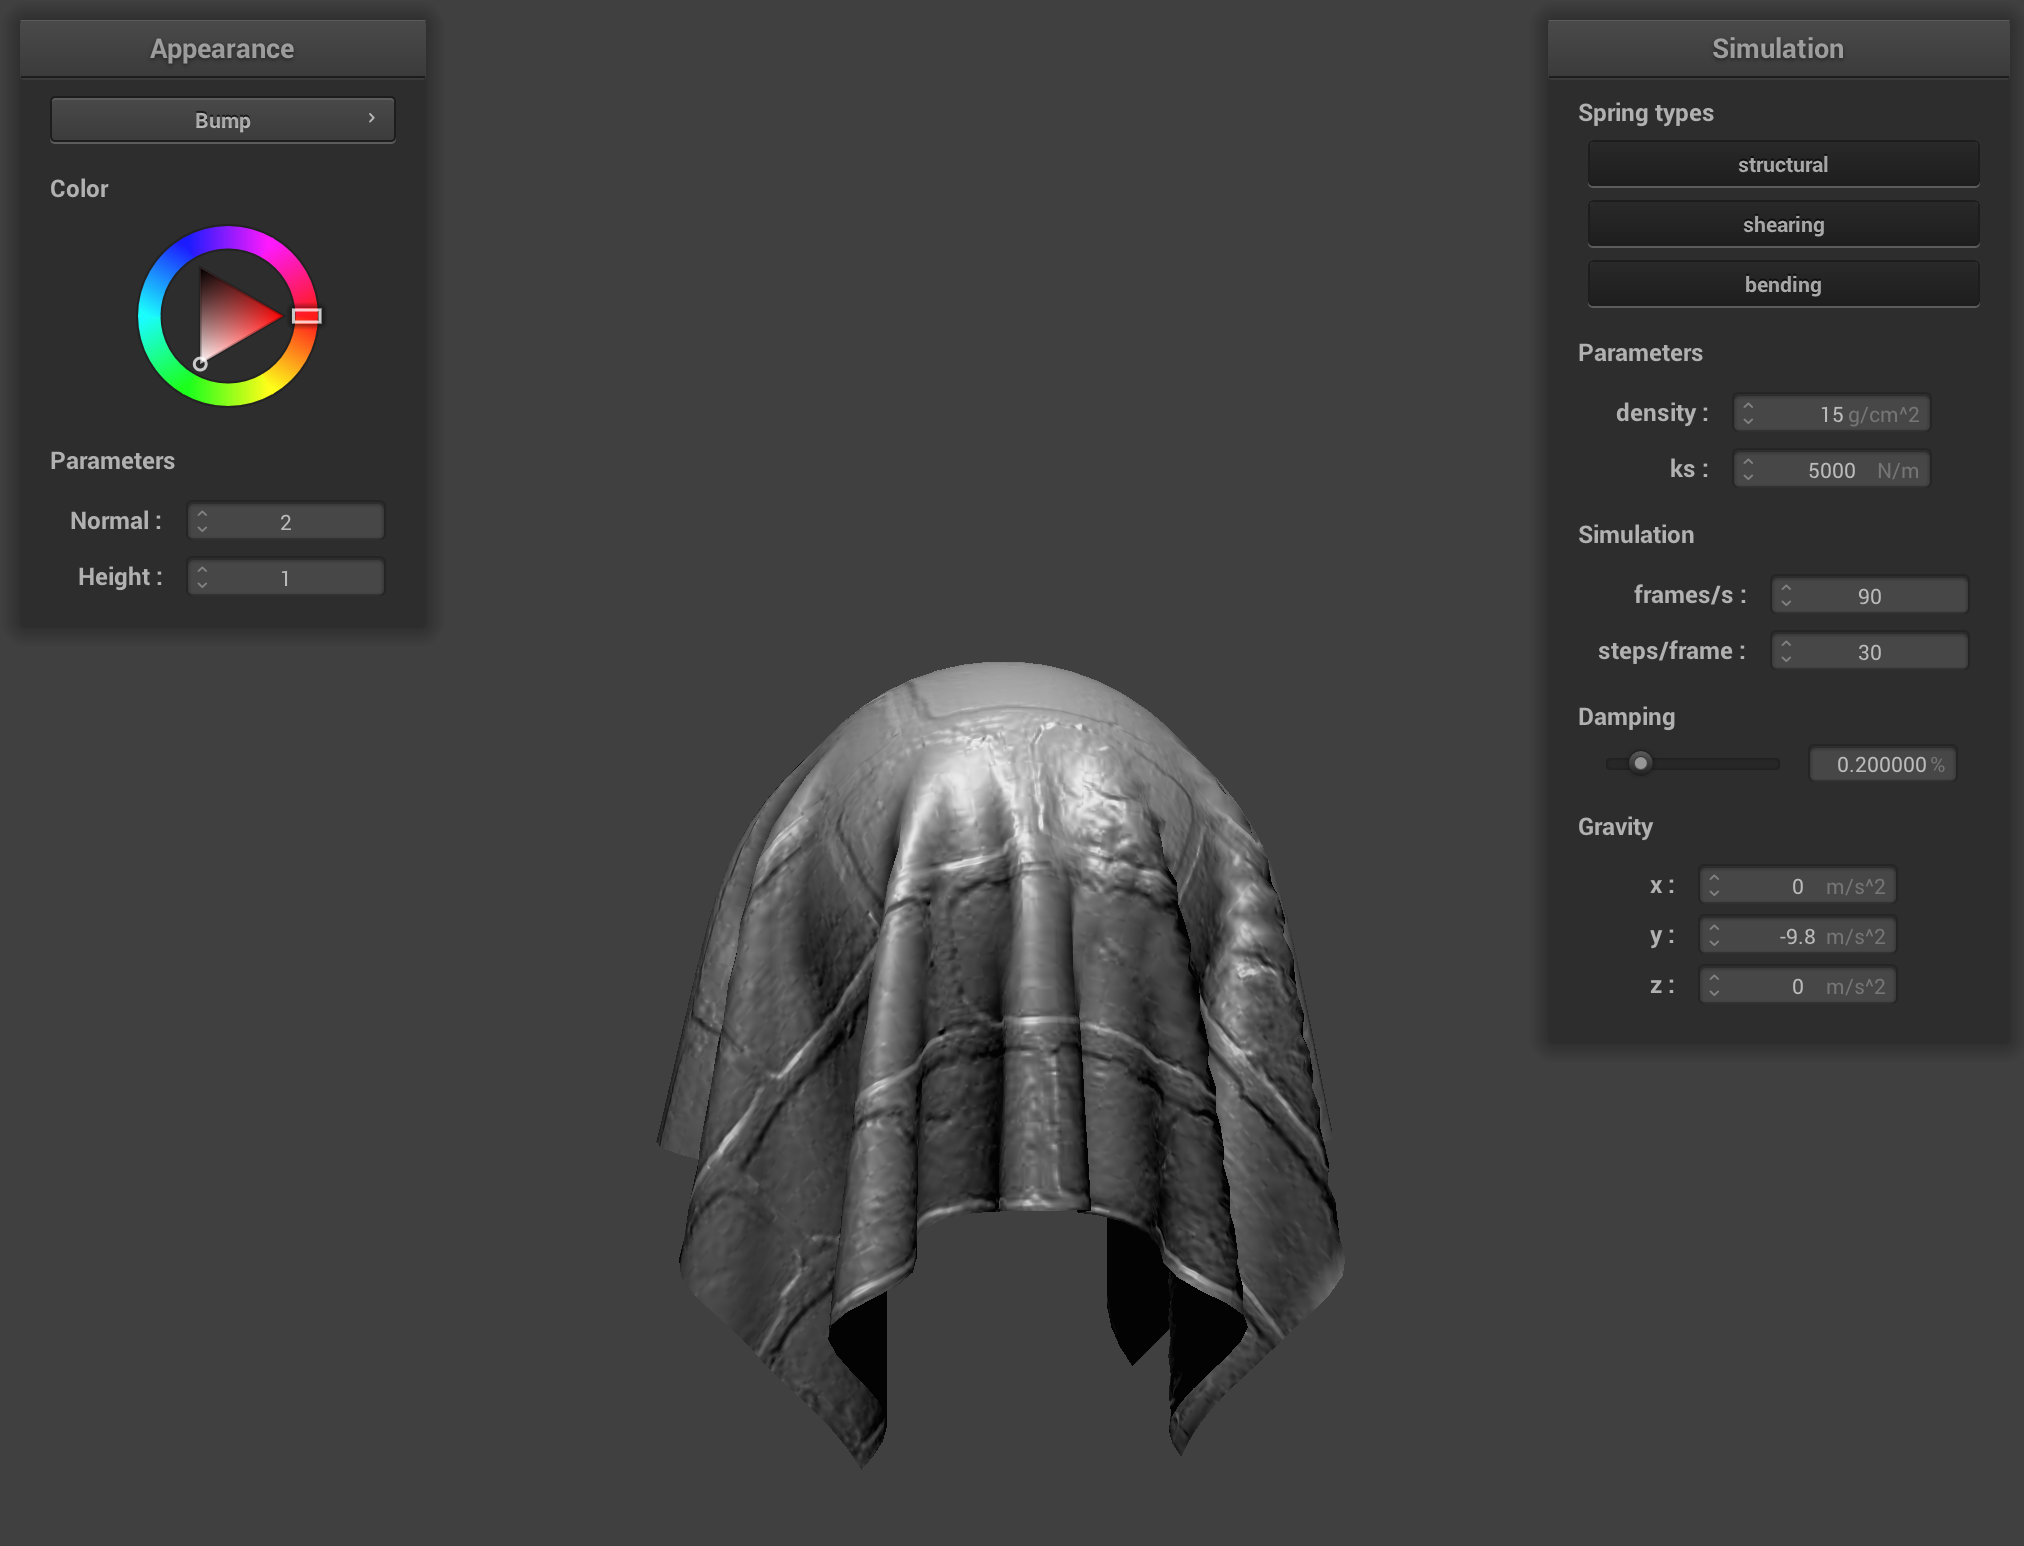 Appearance
Bump
Color
Parameters
Normal : 2
Height : 1
Simulation
Spring types
structural
shearing
bending
Parameters
density : 15 g/cm^2
ks : 5000 N/m
Simulation
frames/s : 90
steps/frame : 30
Damping
0.200000 %
Gravity
x : 0 m/s^2
y : -9.8 m/s^2
z : 0 m/s^2